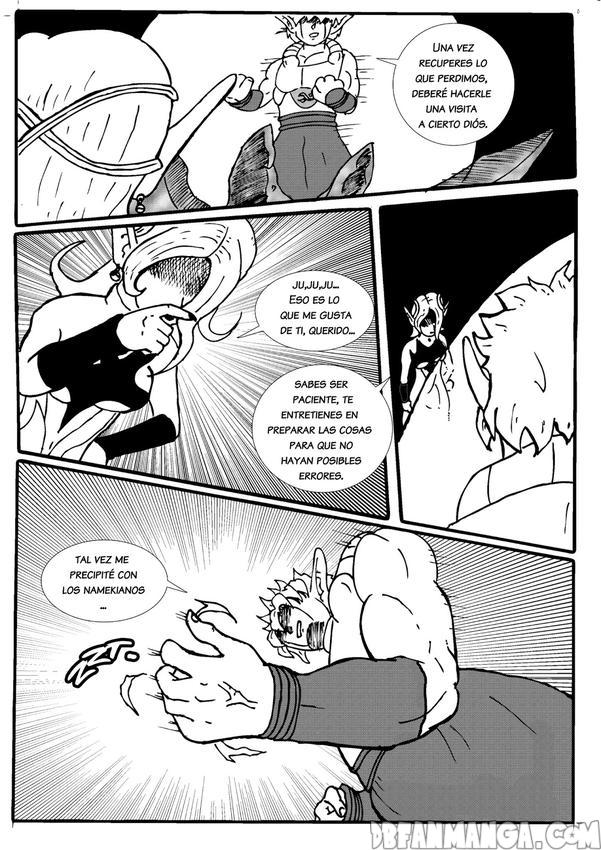 UNA VEZ
RECUPERES LO
QUE PERDIMOS,
DEBERÉ HACERLE
UNA VISITA
A CIERTO DIÓS.
JU,JU,JU...
ESO ES LO
QUE ME GUSTA
DE TI, QUERIDO...
SABES SER
PACIENTE, TE
ENTRETIENES EN
PREPARAR LAS COSAS
PARA QUE NO
HAYAN POSIBLES
ERRORES.
TAL VEZ ME
PRECIPITÉ CON
LOS NAMEKIANOS
...
ZZT.
DBFANMANGA.COM